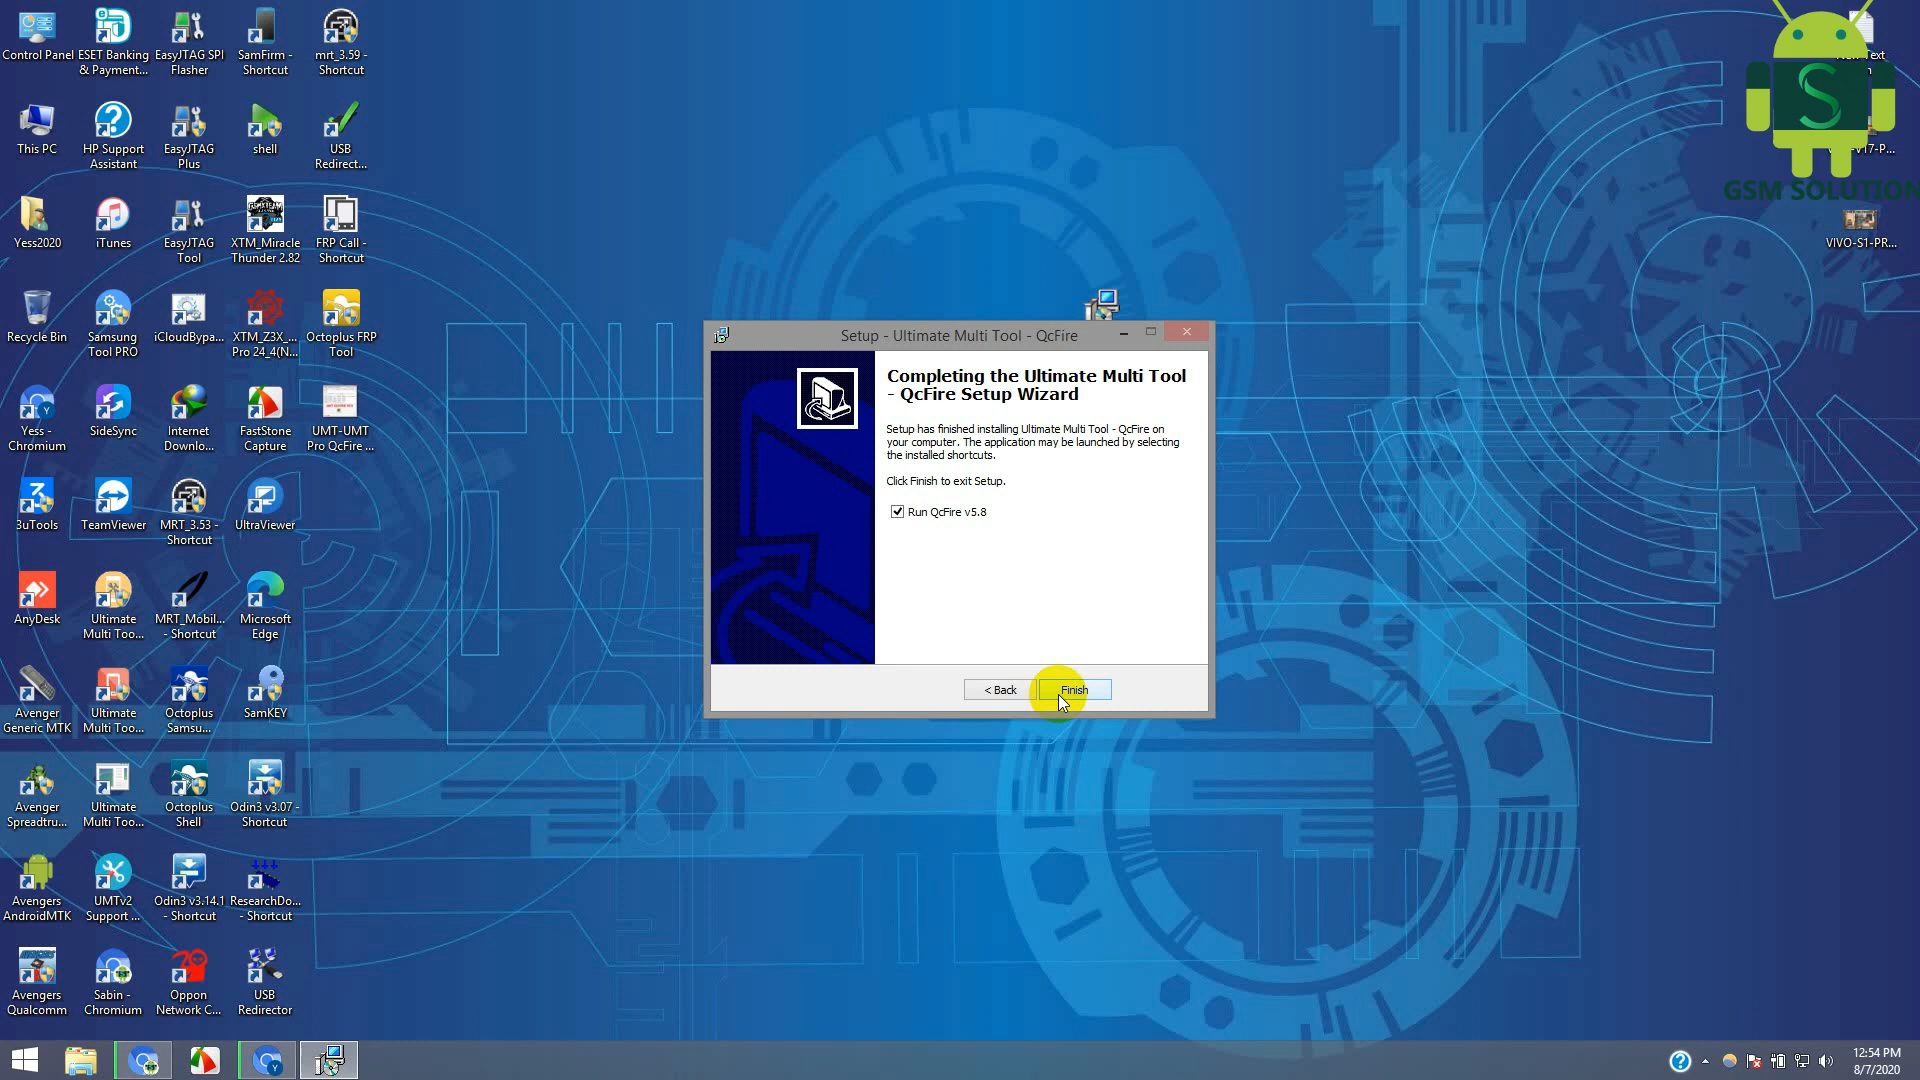 Control Panel
ESET Banking
& Payment...
EasyJTAG SPI
Flasher
SamFirm -
Shortcut
mrt_3.59 -
Shortcut
This PC
HP Support
Assistant
EasyJTAG
Plus
shell
USB
Redirect...
Yess2020
iTunes
EasyJTAG
Tool
XTM_Miracle
Thunder 2.82
FRP Call -
Shortcut
Recycle Bin
Samsung
Tool PRO
iCloudBypa...
XTM_Z3X_...
Pro 24_4(N...
Octoplus FRP
Tool
Yess -
Chromium
SideSync
Internet
Downlo...
FastStone
Capture
UMT-UMT
Pro QcFire ...
3uTools
TeamViewer
MRT_3.53 -
Shortcut
UltraViewer
AnyDesk
Ultimate
Multi Too...
MRT_Mobil...
- Shortcut
Microsoft
Edge
Avenger
Generic MTK
Ultimate
Multi Too...
Octoplus
Samsu...
SamKEY
Avenger
Spreadtru...
Ultimate
Multi Too...
Octoplus
Shell
Odin3 v3.07 -
Shortcut
Avengers
AndroidMTK
UMTv2
Support ...
Odin3 v3.14.1
- Shortcut
ResearchDo...
- Shortcut
Avengers
Qualcomm
Sabin -
Chromium
Oppon
Network C...
USB
Redirector
Setup - Ultimate Multi Tool - QcFire
Completing the Ultimate Multi Tool
- QcFire Setup Wizard
Setup has finished installing Ultimate Multi Tool - QcFire on
your computer. The application may be launched by selecting
the installed shortcuts.
Click Finish to exit Setup.
Run QcFire v5.8
< Back
Finish
Text
S
GSM SOLUTION
VIVO-S1-PR...
12:54 PM
8/7/2020